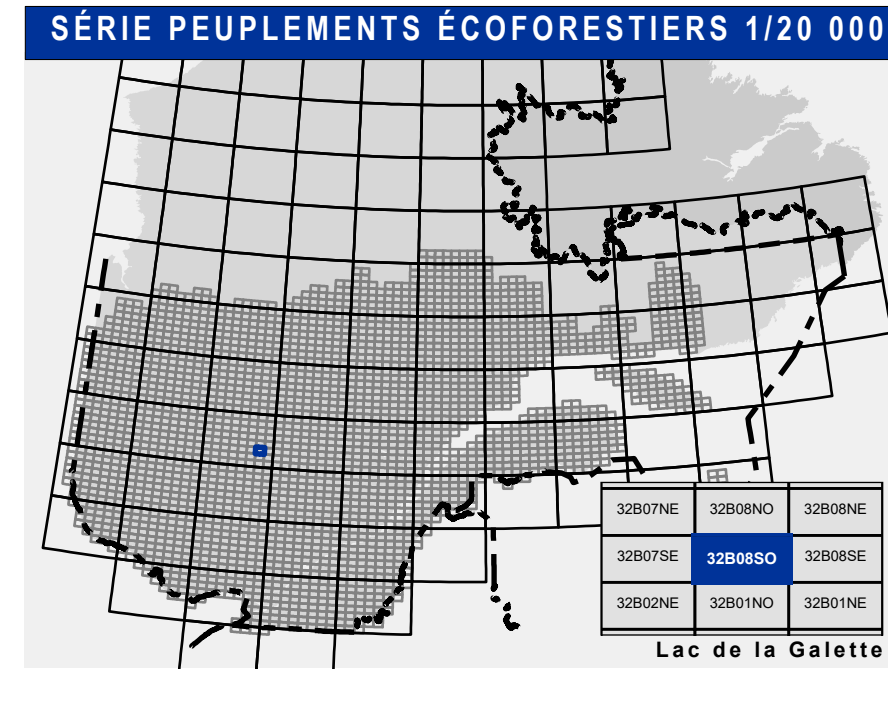 SÉRIE PEUPLEMENTS ÉCOFORESTIERS 1/20 000
32B07NE 32B08NO 32B08NE
32B07SE 32B08SO 32B08SE
32B02NE 32B01NO 32B01NE
Lac de la Galette